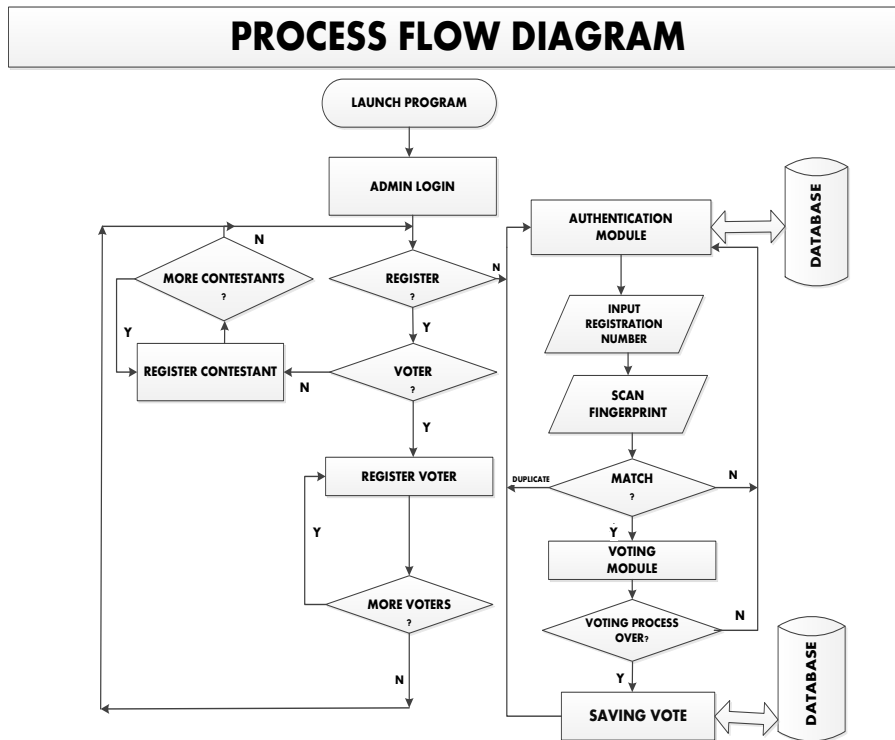 PROCESS FLOW DIAGRAM
LAUNCH PROGRAM
ADMIN LOGIN
N
MORE CONTESTANTS
?
Y
REGISTER CONTESTANT
REGISTER
?
N
Y
VOTER
?
N
Y
REGISTER VOTER
Y
MORE VOTERS
?
N
AUTHENTICATION
MODULE
DATABASE
INPUT
REGISTRATION
NUMBER
SCAN
FINGERPRINT
MATCH
?
DUPLICATE
N
Y
VOTING
MODULE
VOTING PROCESS
OVER?
N
Y
SAVING VOTE
DATABASE